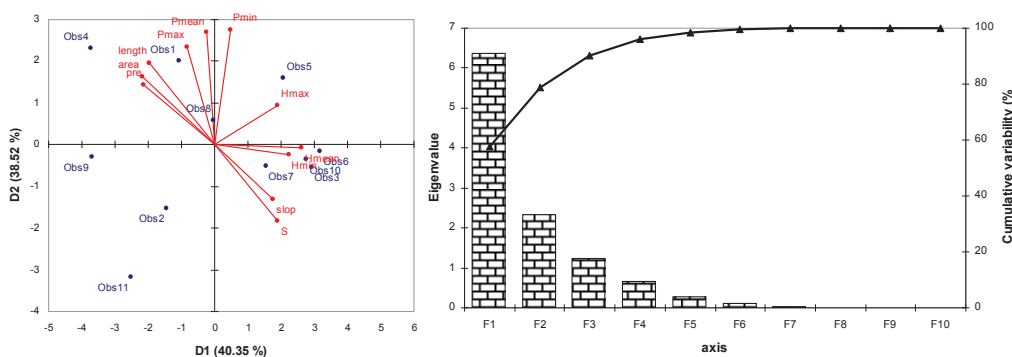 4
3
2
1
0
-1
-2
-3
-4
D2 (38.52 %)
Obs4
Pmean
Pmin
Pmax
Obs1
length
area
pre
Obs5
Hmax
Obs8
Obs9
Hmean
Hmin
Obs6
Obs10
Obs7
Obs3
slop
Obs2
S
Obs11
-5 -4 -3 -2 -1 0 1 2 3 4 5
D1 (40.35 %)
7
6
5
4
3
2
1
0
Eigenvalue
F1 F2 F3 F4 F5 F6 F7 F8 F9 F10
axis
100
80
60
40
20
0
Cumulative variability (%